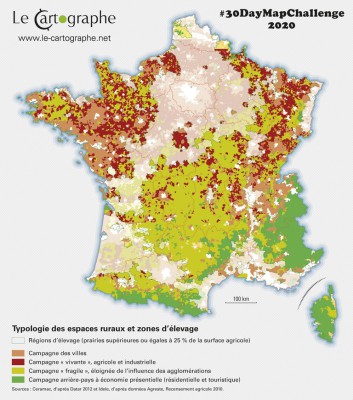 Le Cartographe
www.le-cartographe.net
#30DayMapChallenge
2020
100 km
Typologie des espaces ruraux et zones d'élevage
Régions d'élevage (prairies supérieures ou égales à 25 % de la surface agricole)
Campagne des villes
Campagne « vivante », agricole et industrielle
Campagne « fragile », éloignée de l'influence des agglomérations
Campagne arrière-pays à économie présentielle (résidentielle et touristique)
Sources : Caramac, d'après Datar 2012 et Idele, d'après données Agreste, Recensement agricole 2010.